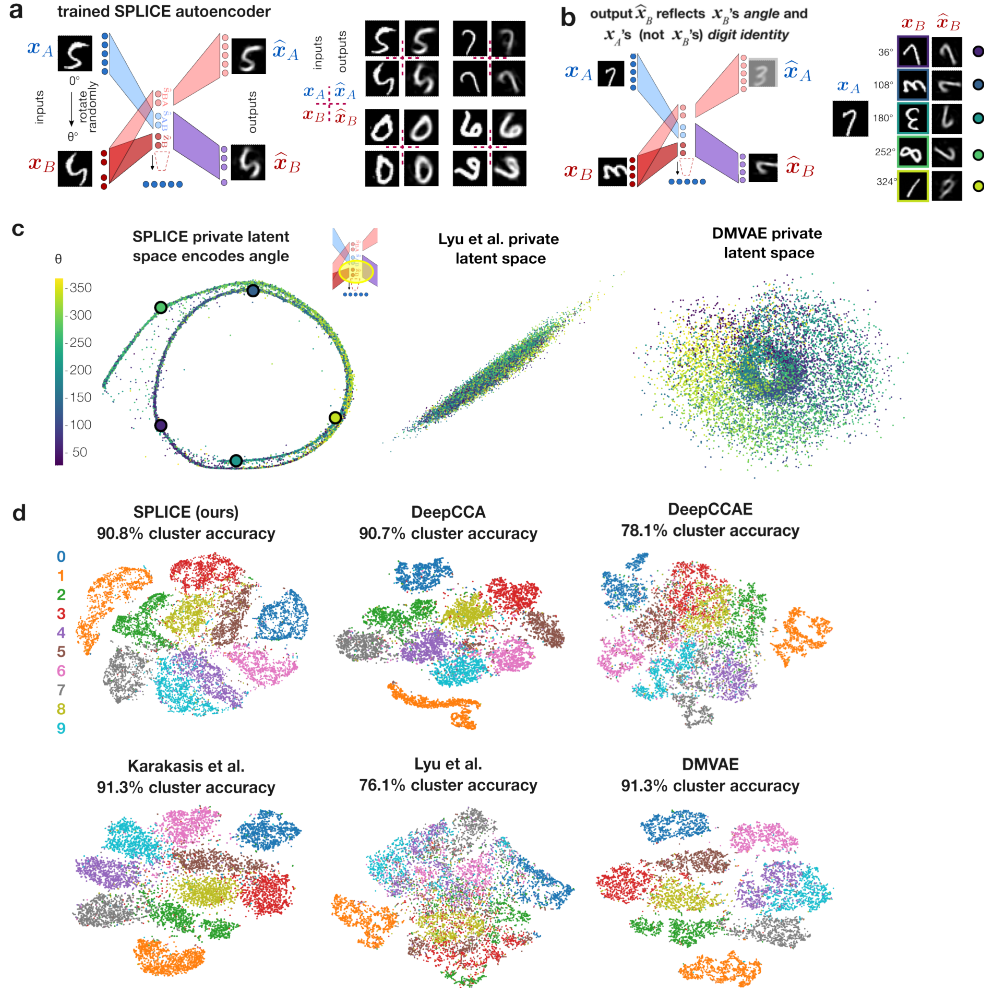 a
trained SPLICE autoencoder
x_A
x̂_A
inputs
0°
rotate
randomly
θ°
outputs
x_B
x̂_B
inputs
outputs
x_A x̂_A
x_B x̂_B
b
output x̂_B reflects x_B's angle and
x_A's (not x_B's) digit identity
x_A
x̂_A
x_B
x̂_B
x_B x̂_B
x_A
36°
108°
180°
252°
324°
c
SPLICE private latent
space encodes angle
Lyu et al. private
latent space
DMVAE private
latent space
θ
350
300
250
200
150
100
50
d
SPLICE (ours)
90.8% cluster accuracy
DeepCCA
90.7% cluster accuracy
DeepCCAE
78.1% cluster accuracy
0
1
2
3
4
5
6
7
8
9
Karakasis et al.
91.3% cluster accuracy
Lyu et al.
76.1% cluster accuracy
DMVAE
91.3% cluster accuracy